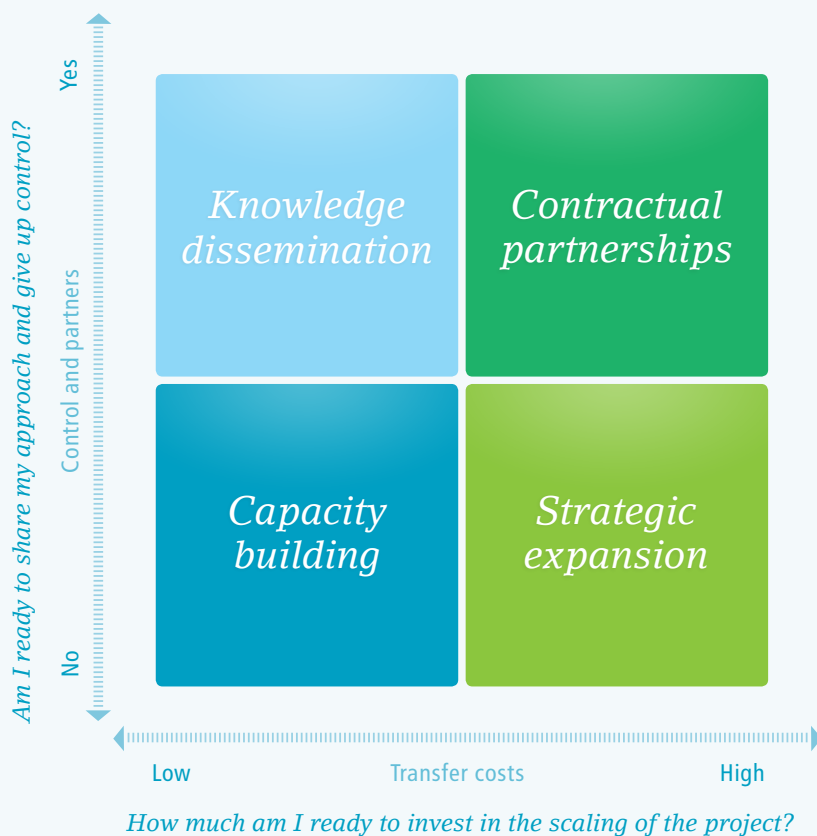 Am I ready to share my approach and give up control?
Yes
Control and partners
No
Knowledge
dissemination
Contractual
partnerships
Capacity
building
Strategic
expansion
Low
Transfer costs
High
How much am I ready to invest in the scaling of the project?